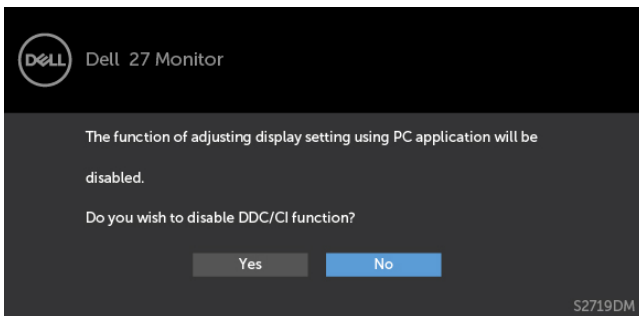 DELL
Dell 27 Monitor
The function of adjusting display setting using PC application will be
disabled.
Do you wish to disable DDC/CI function?
Yes
No
S2719DM